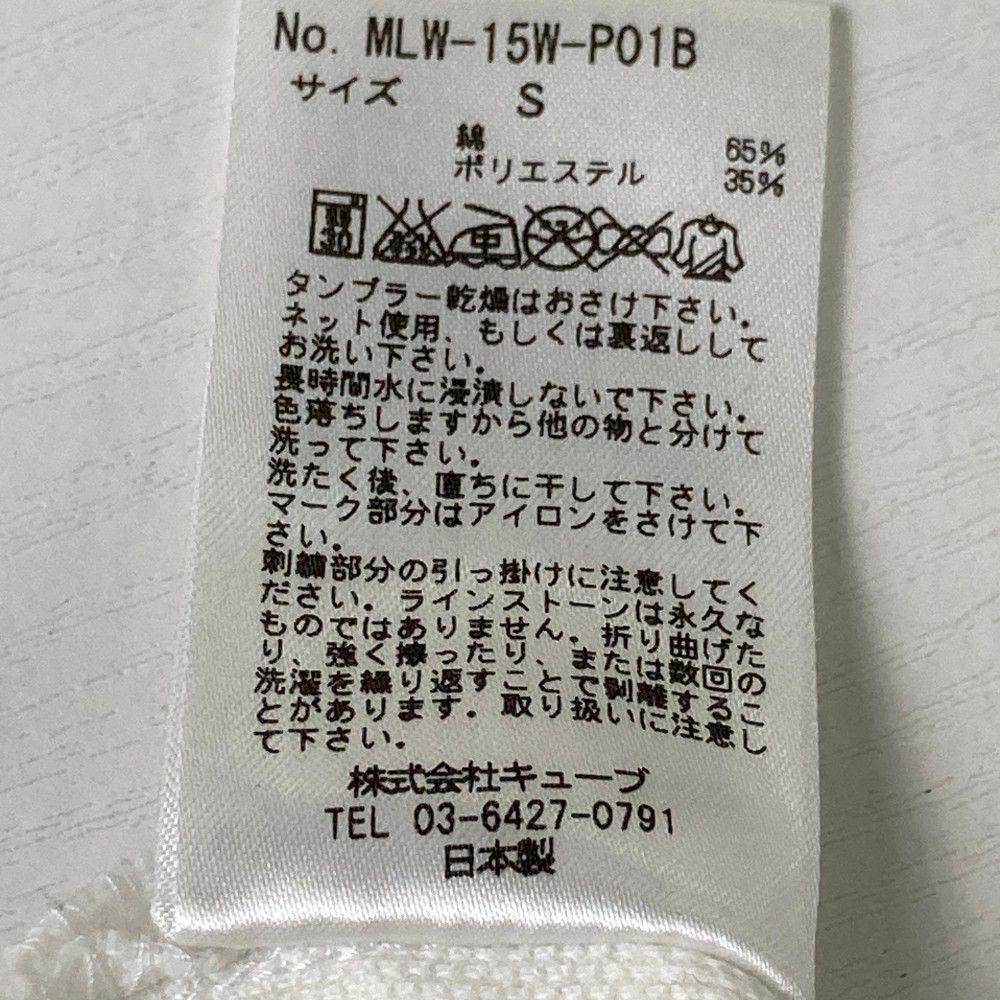 No. MLW-15W-P01B
サイズ S
綿 65%
ポリエステル 35%
30 中
タンブラー乾燥はおさけ下さい.
ネット使用、もしくは裏返しして
お洗い下さい.
長時間水に浸漬しないで下さい.
色落ちしますから他の物と分けて
洗って下さい.
洗たく後、直ちに干して下さい.
マーク部分はアイロンをさけて下
さい.
刺繍部分の引っ掛けに注意してく
ださい. ラインストーンは永久な
ものではありません. 折り曲げた
り、強く擦ったり、または数回の
洗濯を繰り返すことで剥離するこ
とがあります. 取り扱いに注意し
て下さい.
株式会社キューブ
TEL 03-6427-0791
日本製